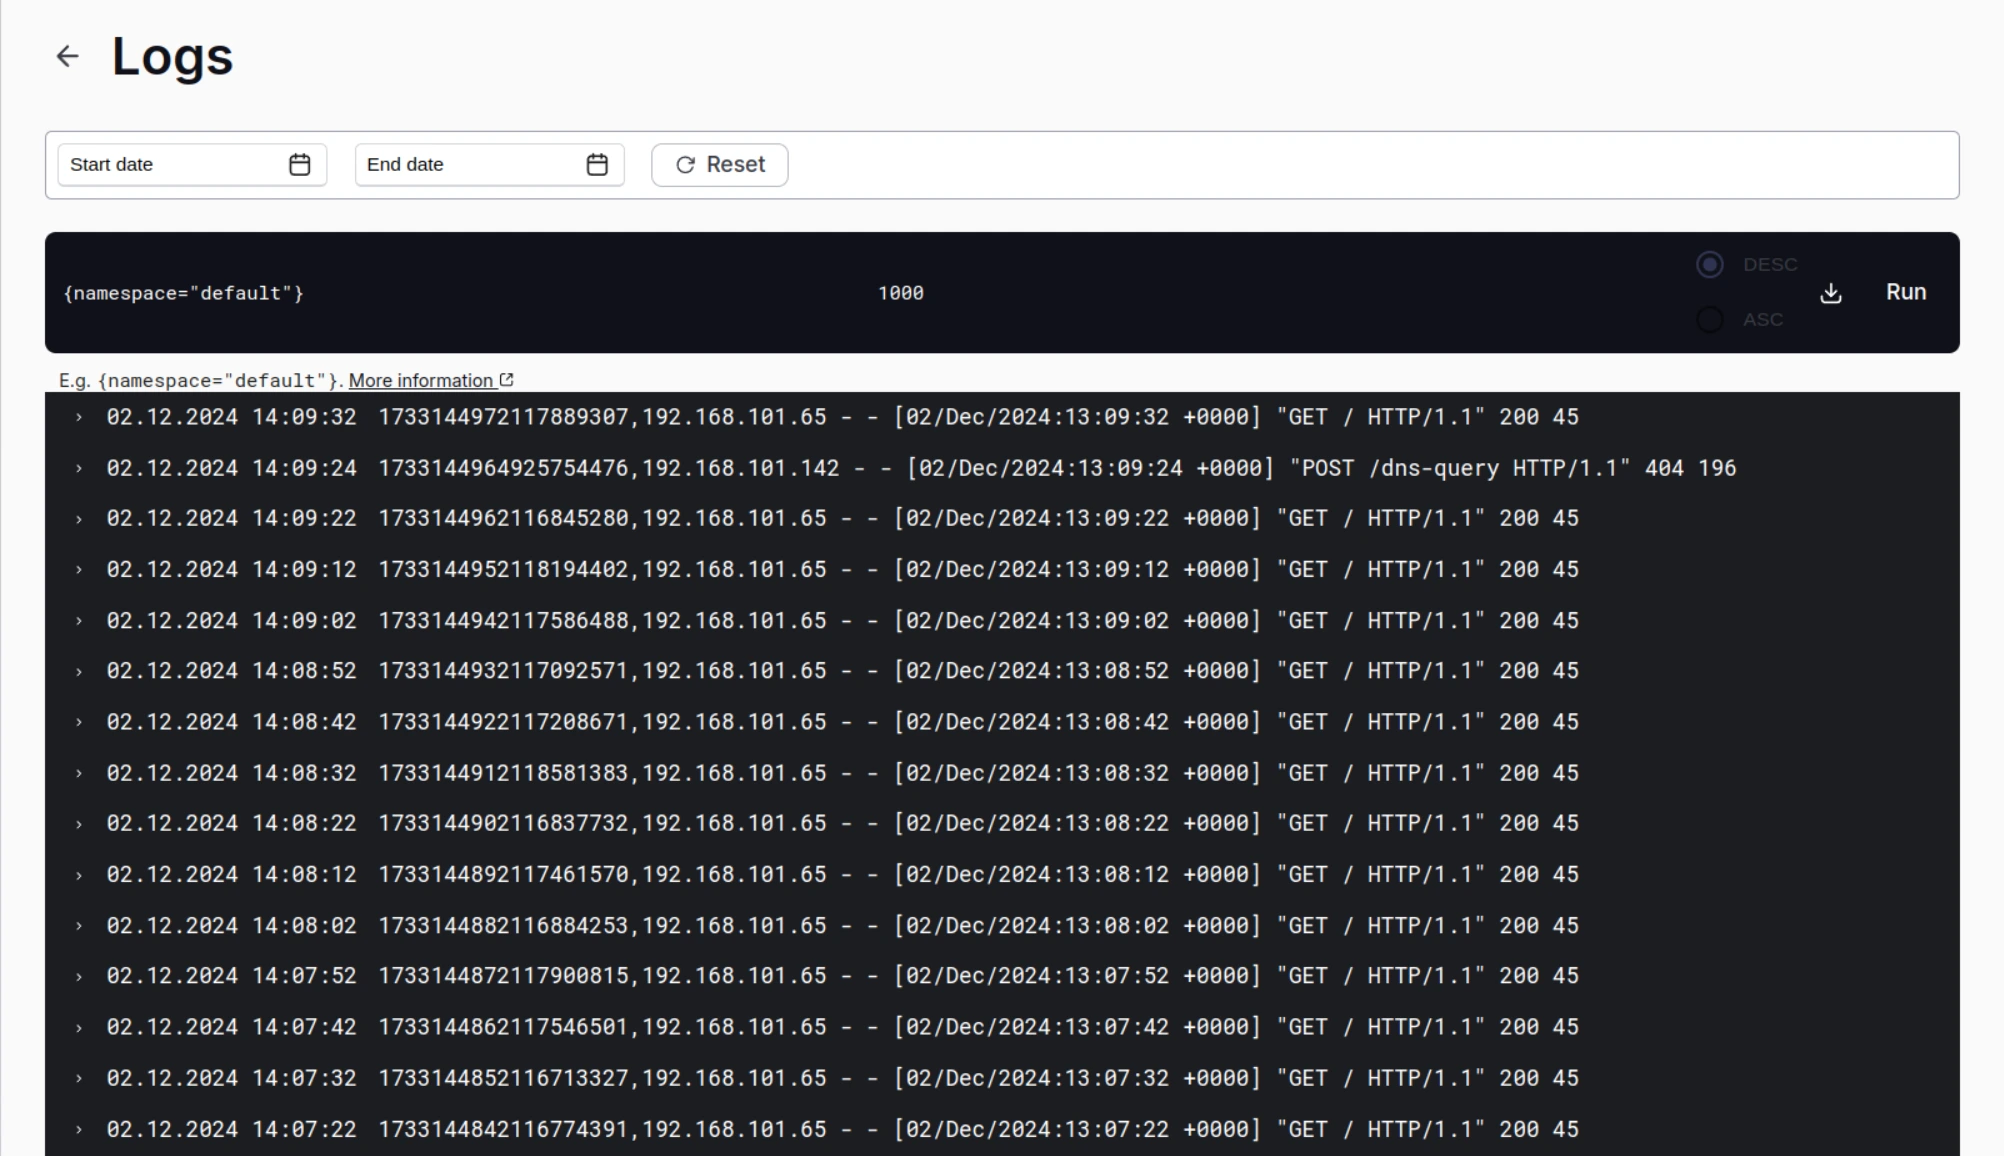 Logs
Start date End date Reset
DESC
{namespace="default"} 1000 Run
ASC
E.g. {namespace="default"}. More information
02.12.2024 14:09:32 1733144972117889307,192.168.101.65 - - [02/Dec/2024:13:09:32 +0000] "GET / HTTP/1.1" 200 45
02.12.2024 14:09:24 1733144964925754476,192.168.101.142 - - [02/Dec/2024:13:09:24 +0000] "POST /dns-query HTTP/1.1" 404 196
02.12.2024 14:09:22 1733144962116845280,192.168.101.65 - - [02/Dec/2024:13:09:22 +0000] "GET / HTTP/1.1" 200 45
02.12.2024 14:09:12 1733144952118194402,192.168.101.65 - - [02/Dec/2024:13:09:12 +0000] "GET / HTTP/1.1" 200 45
02.12.2024 14:09:02 1733144942117586488,192.168.101.65 - - [02/Dec/2024:13:09:02 +0000] "GET / HTTP/1.1" 200 45
02.12.2024 14:08:52 1733144932117092571,192.168.101.65 - - [02/Dec/2024:13:08:52 +0000] "GET / HTTP/1.1" 200 45
02.12.2024 14:08:42 1733144922117208671,192.168.101.65 - - [02/Dec/2024:13:08:42 +0000] "GET / HTTP/1.1" 200 45
02.12.2024 14:08:32 1733144912118581383,192.168.101.65 - - [02/Dec/2024:13:08:32 +0000] "GET / HTTP/1.1" 200 45
02.12.2024 14:08:22 1733144902116837732,192.168.101.65 - - [02/Dec/2024:13:08:22 +0000] "GET / HTTP/1.1" 200 45
02.12.2024 14:08:12 1733144892117461570,192.168.101.65 - - [02/Dec/2024:13:08:12 +0000] "GET / HTTP/1.1" 200 45
02.12.2024 14:08:02 1733144882116884253,192.168.101.65 - - [02/Dec/2024:13:08:02 +0000] "GET / HTTP/1.1" 200 45
02.12.2024 14:07:52 1733144872117900815,192.168.101.65 - - [02/Dec/2024:13:07:52 +0000] "GET / HTTP/1.1" 200 45
02.12.2024 14:07:42 1733144862117546501,192.168.101.65 - - [02/Dec/2024:13:07:42 +0000] "GET / HTTP/1.1" 200 45
02.12.2024 14:07:32 1733144852116713327,192.168.101.65 - - [02/Dec/2024:13:07:32 +0000] "GET / HTTP/1.1" 200 45
02.12.2024 14:07:22 1733144842116774391,192.168.101.65 - - [02/Dec/2024:13:07:22 +0000] "GET / HTTP/1.1" 200 45